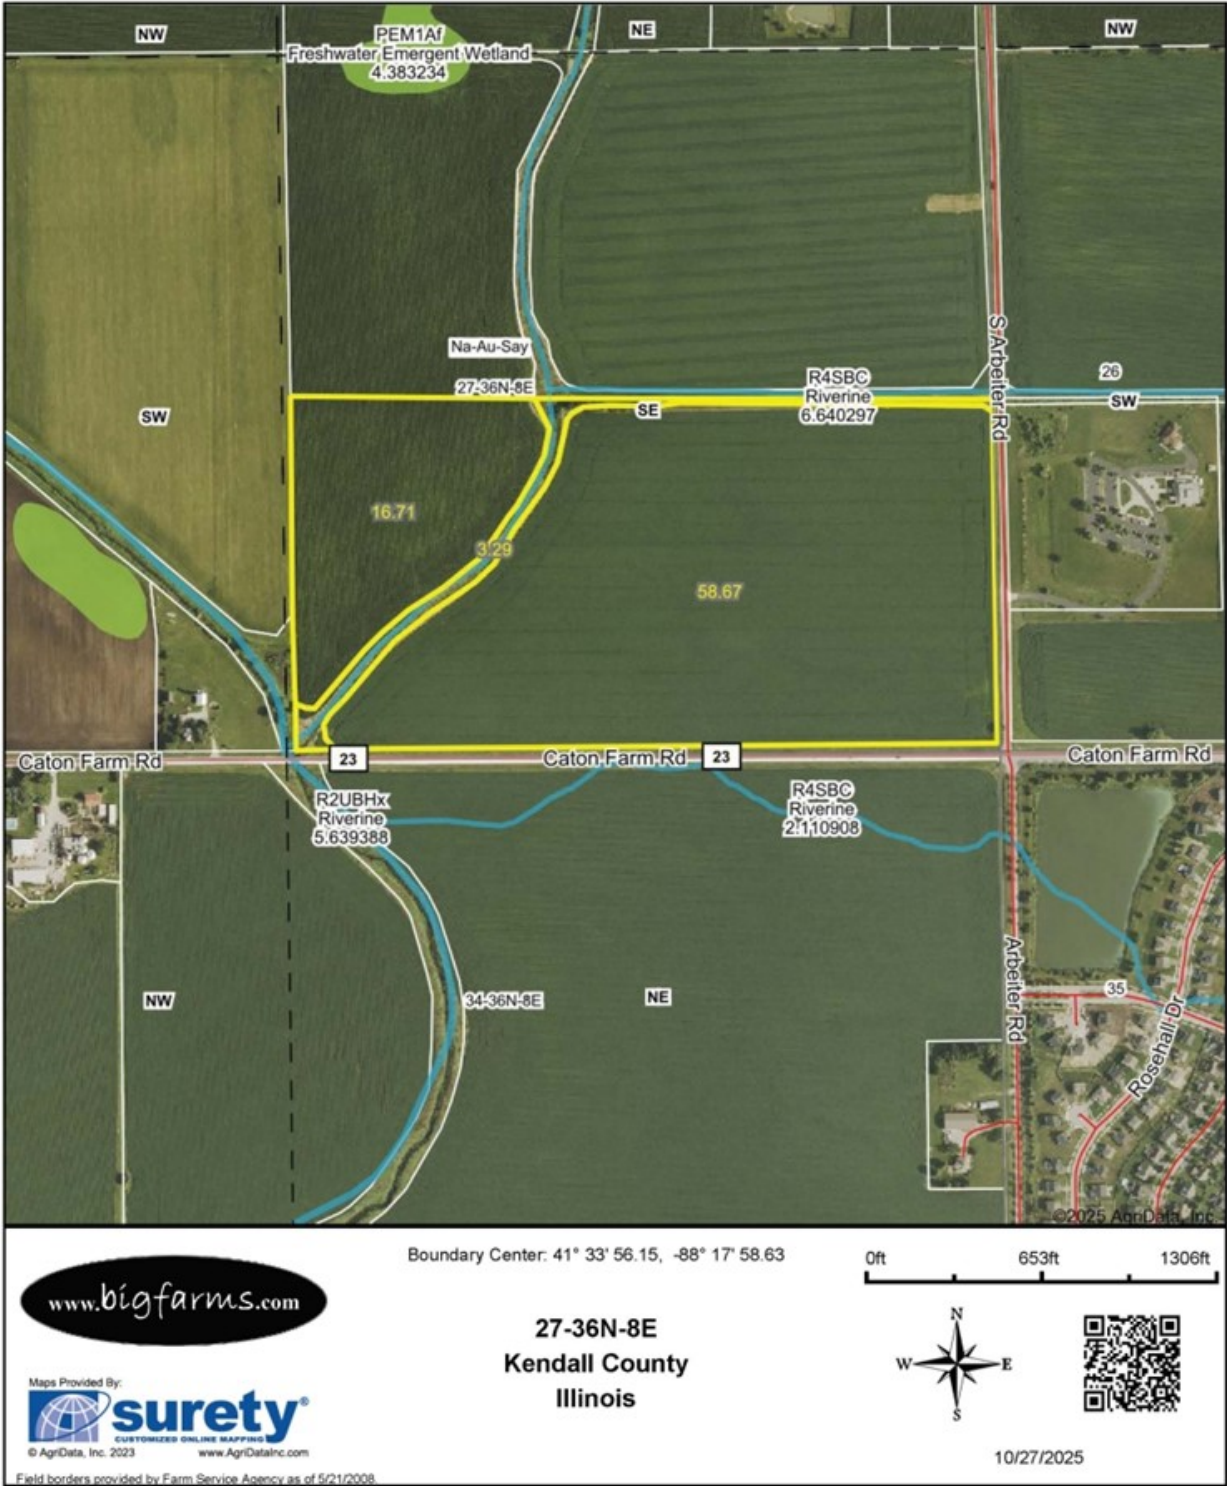 NW
PEM1Af
Freshwater Emergent Wetland
4.383234
NE
NW
Na-Au-Say
27-36N-8E
SW
S Arbeiter Rd
R4SBC
Riverine
6.640297
SE
26
SW
16.71
3.29
58.67
Caton Farm Rd
23
Caton Farm Rd
23
Caton Farm Rd
R2UBHx
Riverine
5.639388
R4SBC
Riverine
2.110908
NW
34-36N-8E
NE
Arbeiter Rd
35
Rosehall Dr
©2025 AgriData, Inc.
Boundary Center: 41° 33' 56.15, -88° 17' 58.63
0ft 653ft 1306ft
www.bigfarms.com
27-36N-8E
Kendall County
Illinois
N
W E
S
Maps Provided By:
surety®
CUSTOMIZED ONLINE MAPPING
© AgriData, Inc. 2023 www.AgriDataInc.com
10/27/2025
Field borders provided by Farm Service Agency as of 5/21/2008.